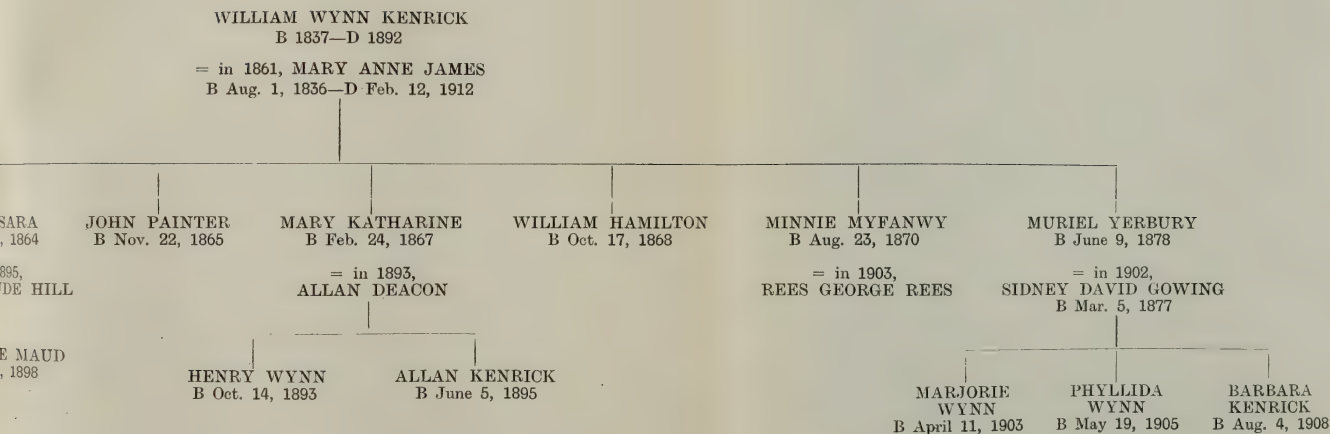 WILLIAM WYNN KENRICK
B 1837—D 1892
= in 1861, MARY ANNE JAMES
B Aug. 1, 1836—D Feb. 12, 1912
SARA
, 1864
895,
UDE HILL
E MAUD
, 1898
JOHN PAINTER
B Nov. 22, 1865
MARY KATHARINE
B Feb. 24, 1867
= in 1893,
ALLAN DEACON
HENRY WYNN
B Oct. 14, 1893
ALLAN KENRICK
B June 5, 1895
WILLIAM HAMILTON
B Oct. 17, 1868
MINNIE MYFANWY
B Aug. 23, 1870
= in 1903,
REES GEORGE REES
MURIEL YERBURY
B June 9, 1878
= in 1902,
SIDNEY DAVID GOWING
B Mar. 5, 1877
MARJORIE
WYNN
B April 11, 1903
PHYLLIDA
WYNN
B May 19, 1905
BARBARA
KENRICK
B Aug. 4, 1908